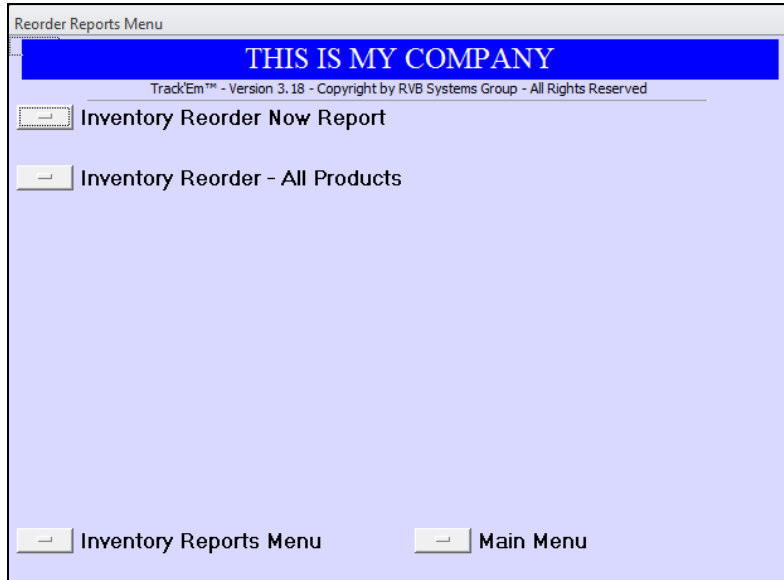 Reorder Reports Menu
THIS IS MY COMPANY
Track'Em™ - Version 3.18 - Copyright by RVB Systems Group - All Rights Reserved
Inventory Reorder Now Report
Inventory Reorder - All Products
Inventory Reports Menu
Main Menu